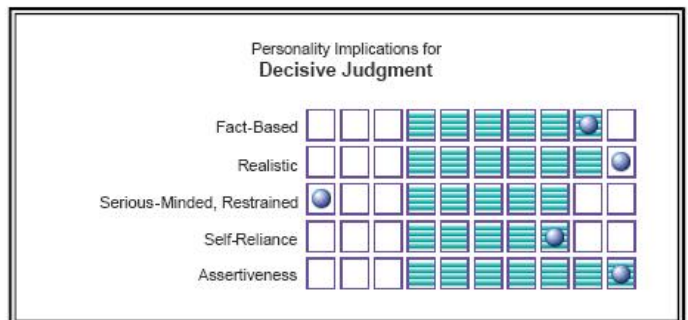 Personality Implications for
Decisive Judgment
Fact-Based
Realistic
Serious-Minded, Restrained
Self-Reliance
Assertiveness